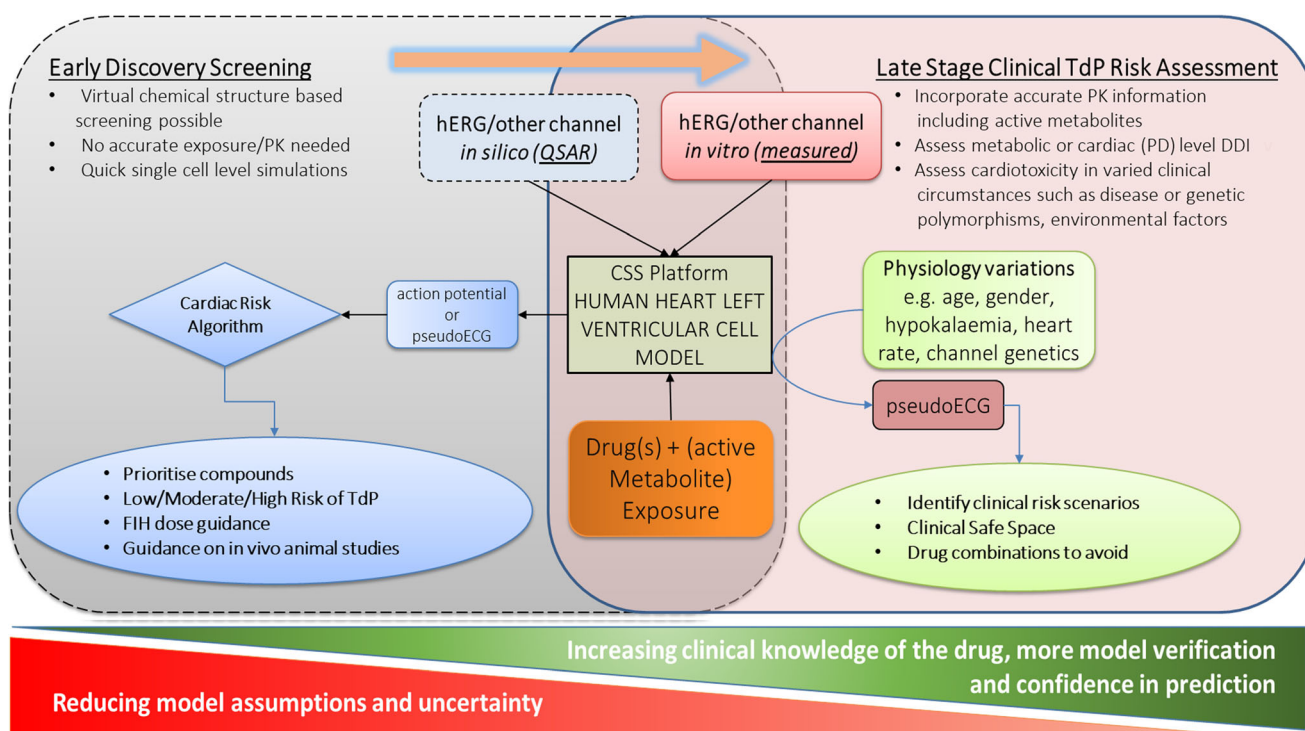 Early Discovery Screening
• Virtual chemical structure based
screening possible
• No accurate exposure/PK needed
• Quick single cell level simulations
hERG/other channel
in silico (QSAR)
hERG/other channel
in vitro (measured)
Late Stage Clinical TdP Risk Assessment
• Incorporate accurate PK information
including active metabolites
• Assess metabolic or cardiac (PD) level DDI
• Assess cardiotoxicity in varied clinical
circumstances such as disease or genetic
polymorphisms, environmental factors
Cardiac Risk
Algorithm
action potential
or
pseudoECG
CSS Platform
HUMAN HEART LEFT
VENTRICULAR CELL
MODEL
Physiology variations
e.g. age, gender,
hypokalaemia, heart
rate, channel genetics
pseudoECG
Drug(s) + (active
Metabolite)
Exposure
• Prioritise compounds
• Low/Moderate/High Risk of TdP
• FIH dose guidance
• Guidance on in vivo animal studies
• Identify clinical risk scenarios
• Clinical Safe Space
• Drug combinations to avoid
Increasing clinical knowledge of the drug, more model verification
and confidence in prediction
Reducing model assumptions and uncertainty